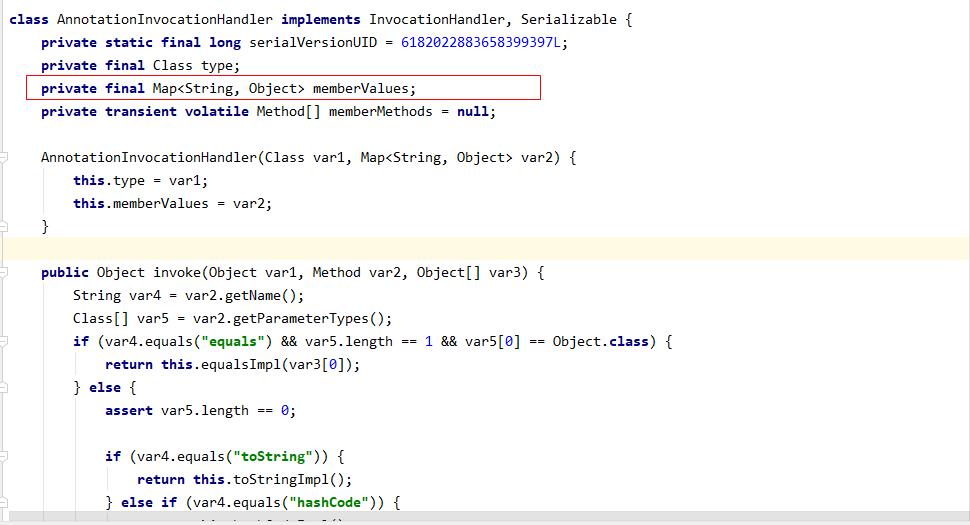 class AnnotationInvocationHandler implements InvocationHandler, Serializable {
    private static final long serialVersionUID = 6182022883658399397L;
    private final Class type;
    private final Map<String, Object> memberValues;
    private transient volatile Method[] memberMethods = null;

    AnnotationInvocationHandler(Class var1, Map<String, Object> var2) {
        this.type = var1;
        this.memberValues = var2;
    }

    public Object invoke(Object var1, Method var2, Object[] var3) {
        String var4 = var2.getName();
        Class[] var5 = var2.getParameterTypes();
        if (var4.equals("equals") && var5.length == 1 && var5[0] == Object.class) {
            return this.equalsImpl(var3[0]);
        } else {
            assert var5.length == 0;

            if (var4.equals("toString")) {
                return this.toStringImpl();
            } else if (var4.equals("hashCode")) {